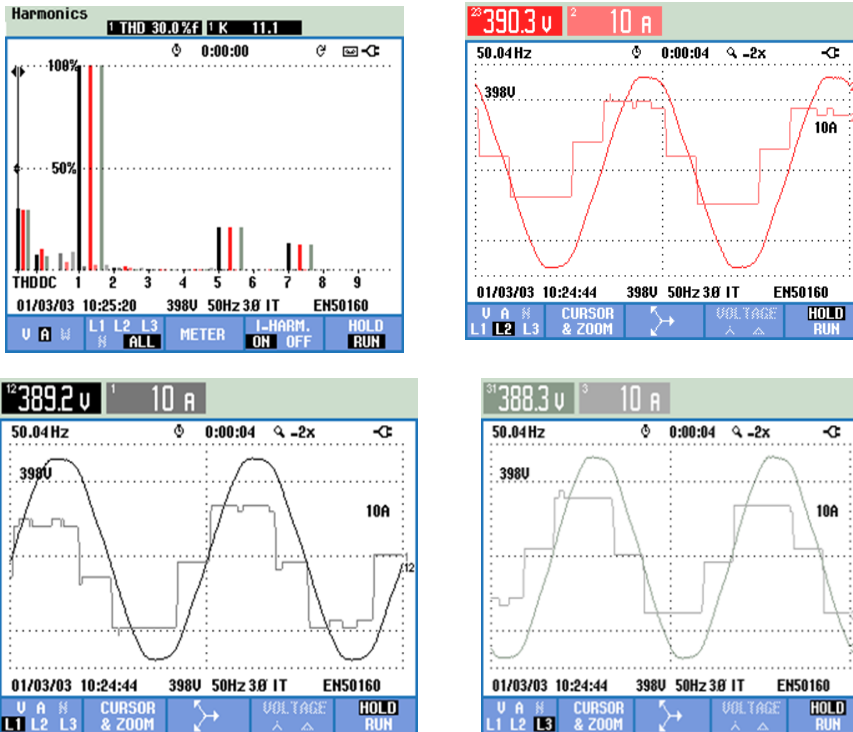 Harmonics
1 THD 30.0%f 1 K 11.1
0:00:00
100%
50%
THDDC 1 2 3 4 5 6 7 8 9
01/03/03 10:25:20 398V 50Hz 3Ø IT EN50160
V A W L1 L2 L3 N ALL METER I-HARM. ON OFF HOLD RUN
23 390.3 V 2 10 A
50.04Hz 0:00:04 -2x
398V
10A
01/03/03 10:24:44 398V 50Hz 3Ø IT EN50160
V A N L1 L2 L3 CURSOR & ZOOM VOLTAGE HOLD RUN
12 389.2 V 1 10 A
50.04Hz 0:00:04 -2x
398V
10A
12
01/03/03 10:24:44 398V 50Hz 3Ø IT EN50160
V A N L1 L2 L3 CURSOR & ZOOM VOLTAGE HOLD RUN
31 388.3 V 3 10 A
50.04Hz 0:00:04 -2x
398V
10A
01/03/03 10:24:44 398V 50Hz 3Ø IT EN50160
V A N L1 L2 L3 CURSOR & ZOOM VOLTAGE HOLD RUN